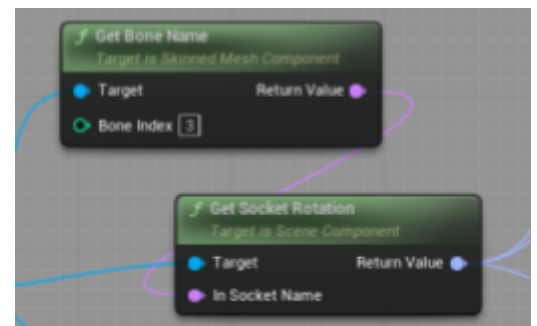 Get Bone Name
Target is Skinned Mesh Component
Target Return Value
Bone Index 3
Get Socket Rotation
Target is Scene Component
Target Return Value
In Socket Name